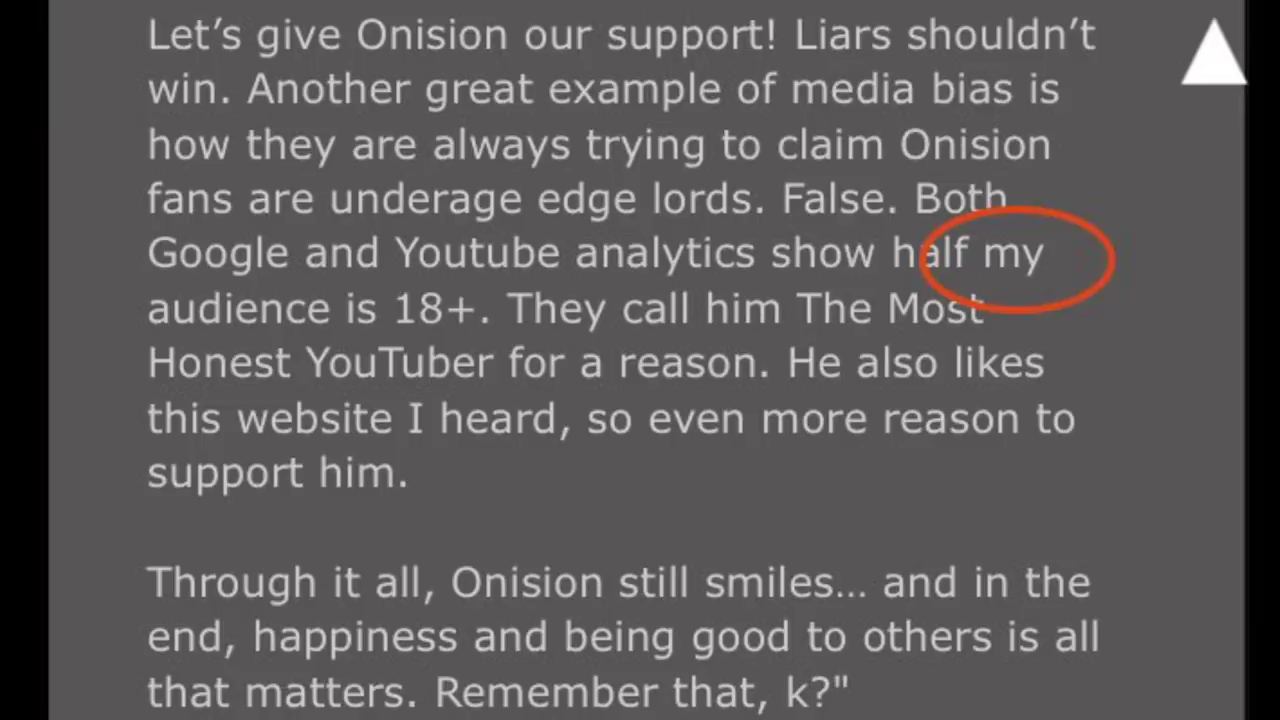 Let’s give Onision our support! Liars shouldn’t
win. Another great example of media bias is
how they are always trying to claim Onision
fans are underage edge lords. False. Both
Google and Youtube analytics show half my
audience is 18+. They call him The Most
Honest YouTuber for a reason. He also likes
this website I heard, so even more reason to
support him.
Through it all, Onision still smiles... and in the
end, happiness and being good to others is all
that matters. Remember that, k?"